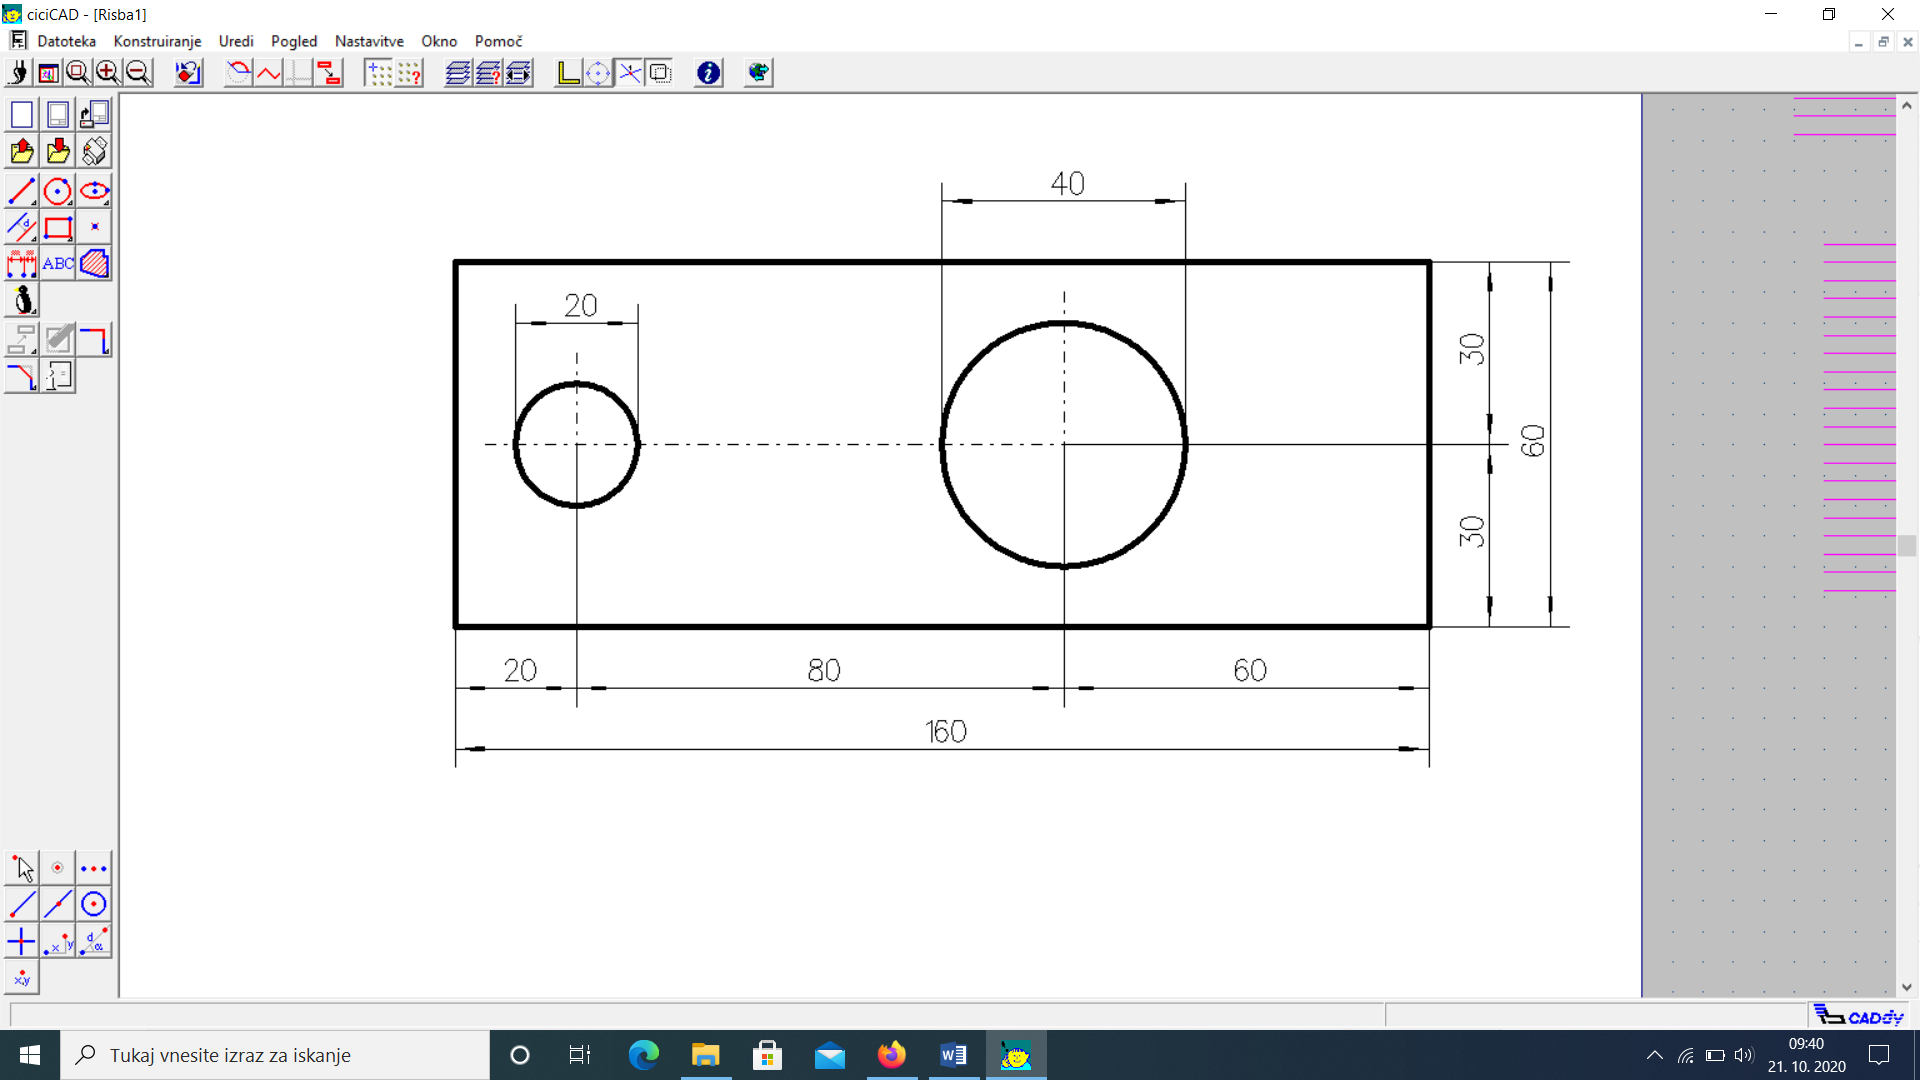 ciciCAD - [Risba1]
Datoteka Konstruiranje Uredi Pogled Nastavitve Okno Pomoč
ABC
40
20
30
60
30
20 80 60
160
x y
d α
x,y
CADdy
Tukaj vnesite izraz za iskanje
09:40
21. 10. 2020